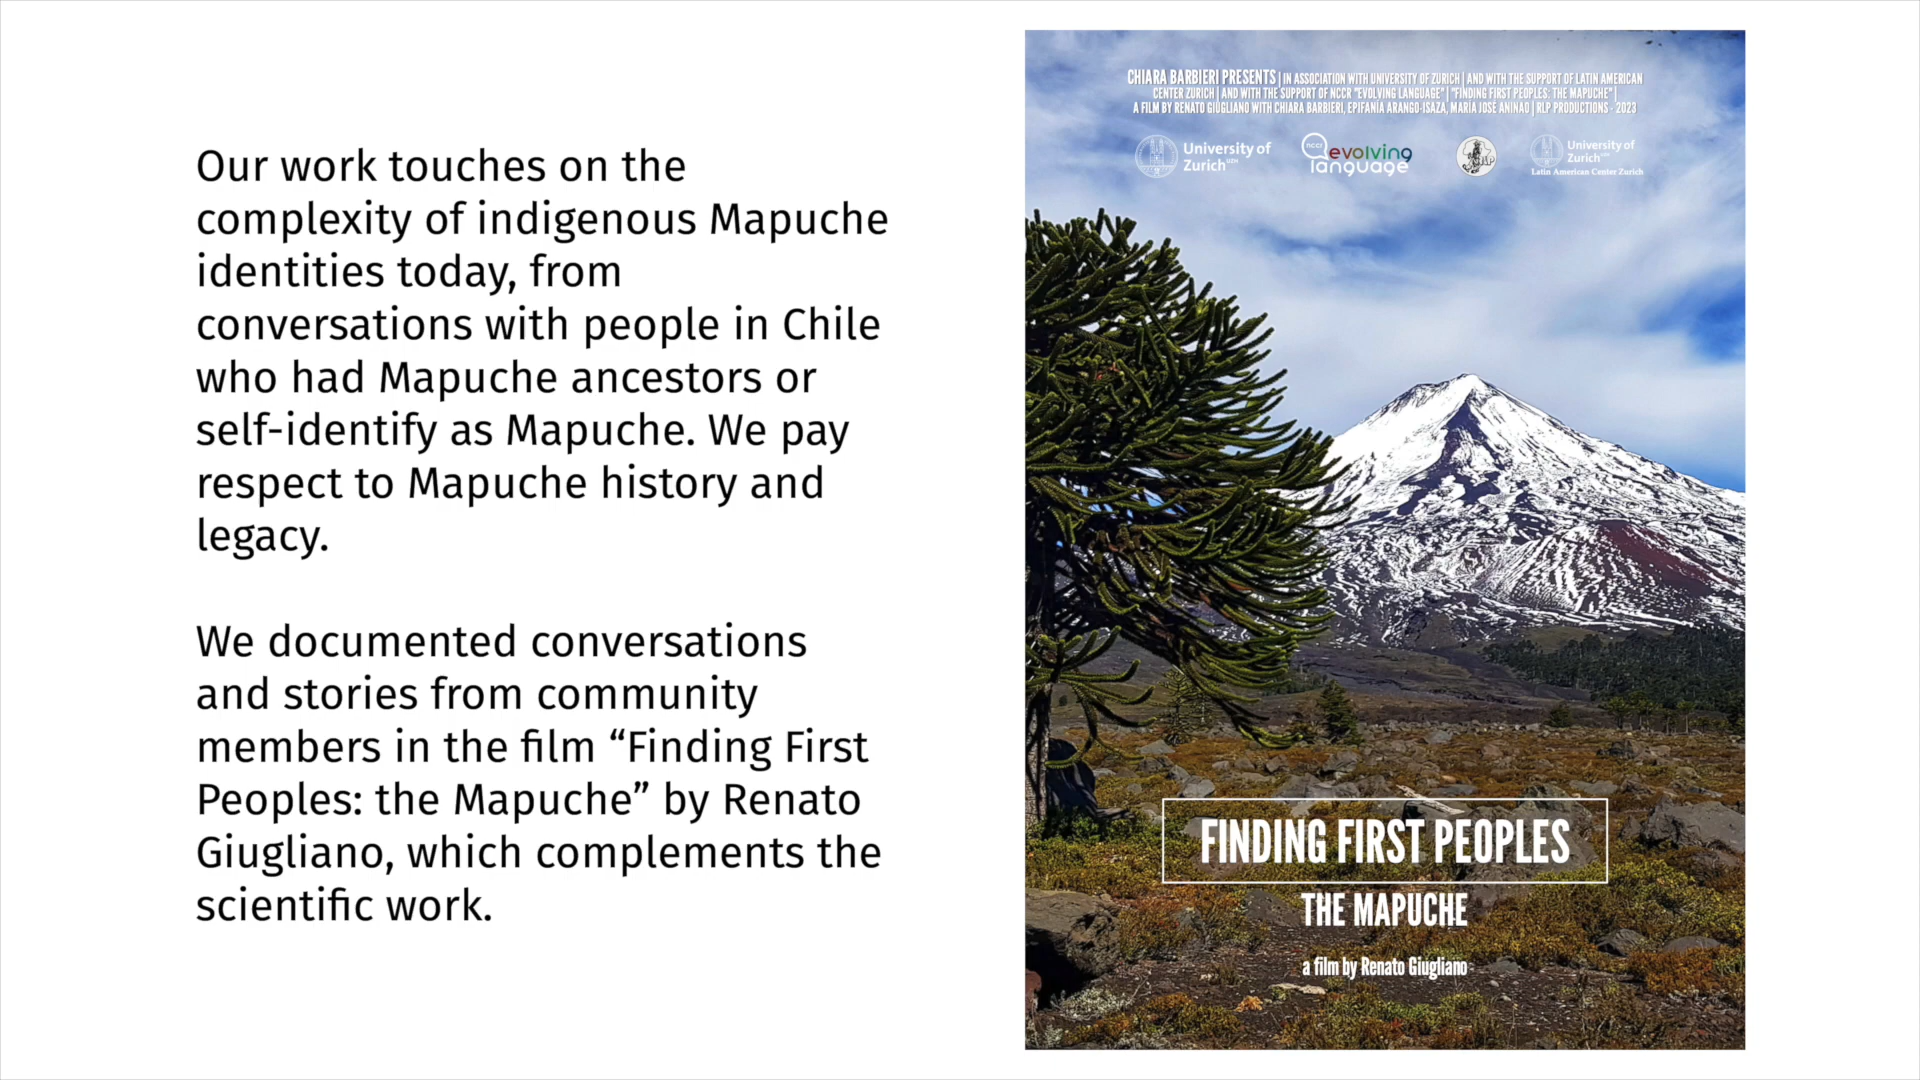 Our work touches on the
complexity of indigenous Mapuche
identities today, from
conversations with people in Chile
who had Mapuche ancestors or
self-identify as Mapuche. We pay
respect to Mapuche history and
legacy.
We documented conversations
and stories from community
members in the film “Finding First
Peoples: the Mapuche” by Renato
Giugliano, which complements the
scientific work.
CHIARA BARBIERI PRESENTS | IN ASSOCIATION WITH UNIVERSITY OF ZURICH | AND WITH THE SUPPORT OF LATIN AMERICAN
CENTER ZURICH | AND WITH THE SUPPORT OF NCCR "EVOLVING LANGUAGE" | "FINDING FIRST PEOPLES: THE MAPUCHE" |
A FILM BY RENATO GIUGLIANO WITH CHIARA BARBIERI, EPIFANÍA ARANGO-ISAZA, MARÍA JOSÉ ANINAO | RLP PRODUCTIONS - 2023
University of
Zurich UZH
nccr
evolving
language
University of
Zurich UZH
Latin American Center Zurich
FINDING FIRST PEOPLES
THE MAPUCHE
a film by Renato Giugliano